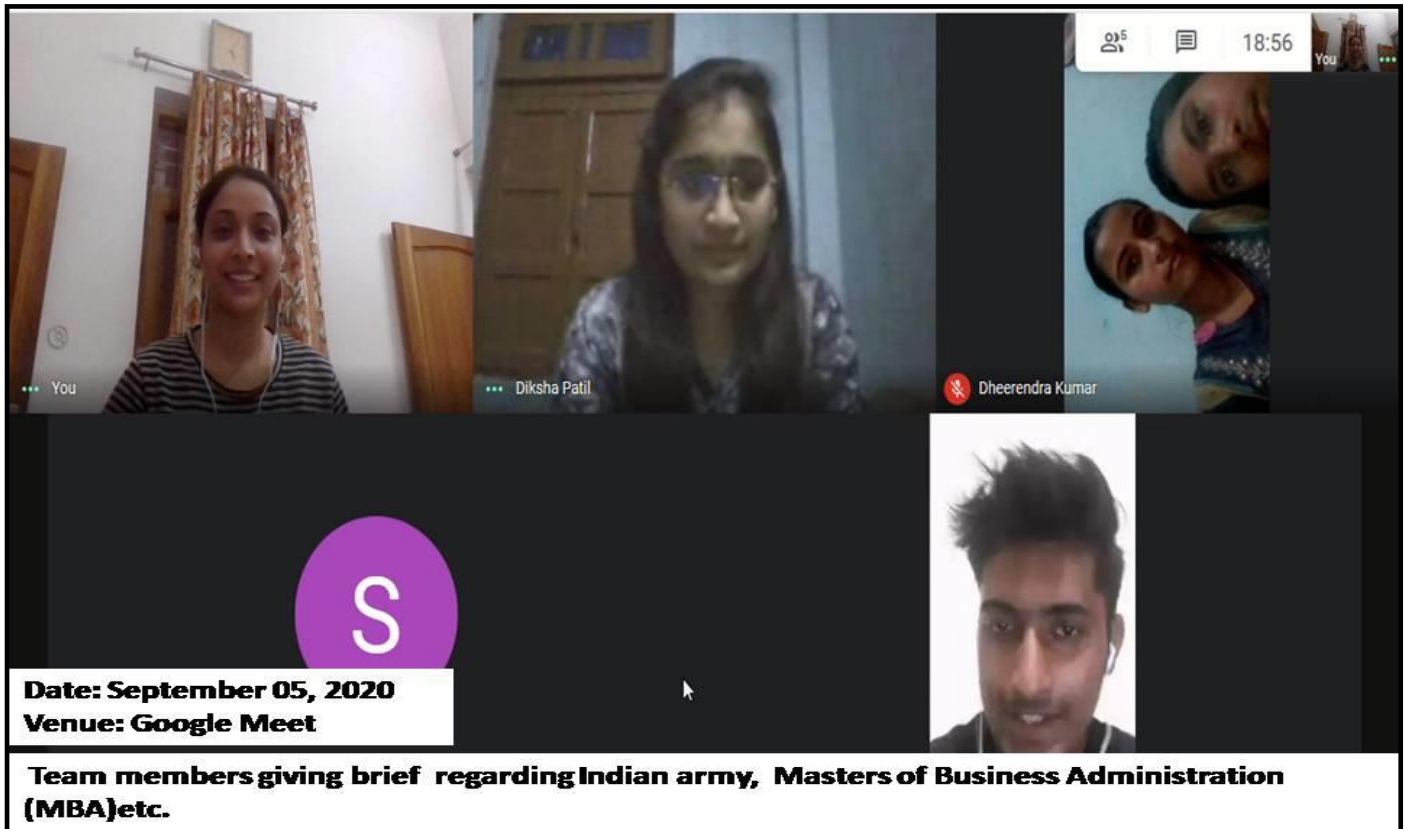 5
18:56
You
You
Diksha Patil
Dheerendra Kumar
S
Date: September 05, 2020
Venue: Google Meet
Team members giving brief regarding Indian army, Masters of Business Administration
(MBA)etc.